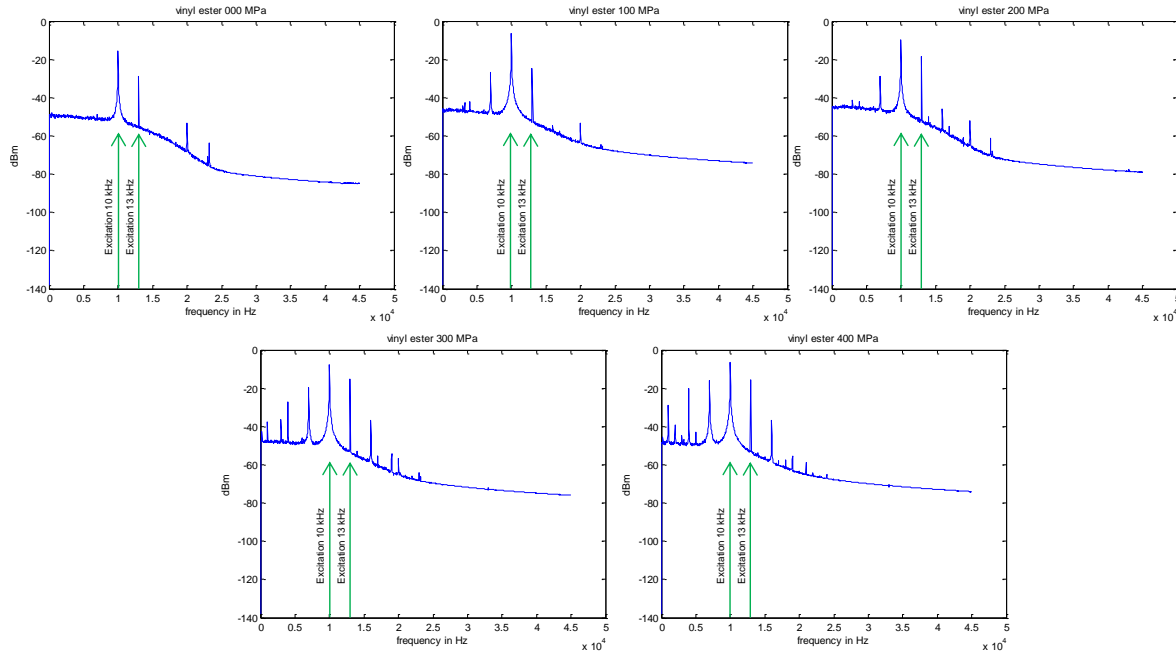 vinyl ester 000 MPa
0
-20
-40
-60
-80
-100
-120
-140
dBm
Excitation 10 kHz
Excitation 13 kHz
0 0.5 1 1.5 2 2.5 3 3.5 4 4.5 5
frequency in Hz
x 10^4
vinyl ester 100 MPa
0
-20
-40
-60
-80
-100
-120
-140
dBm
Excitation 10 kHz
Excitation 13 kHz
0 0.5 1 1.5 2 2.5 3 3.5 4 4.5 5
frequency in Hz
x 10^4
vinyl ester 200 MPa
0
-20
-40
-60
-80
-100
-120
-140
dBm
Excitation 10 kHz
Excitation 13 kHz
0 0.5 1 1.5 2 2.5 3 3.5 4 4.5 5
frequency in Hz
x 10^4
vinyl ester 300 MPa
0
-20
-40
-60
-80
-100
-120
-140
dBm
Excitation 10 kHz
Excitation 13 kHz
0 0.5 1 1.5 2 2.5 3 3.5 4 4.5 5
frequency in Hz
x 10^4
vinyl ester 400 MPa
0
-20
-40
-60
-80
-100
-120
-140
dBm
Excitation 10 kHz
Excitation 13 kHz
0 0.5 1 1.5 2 2.5 3 3.5 4 4.5 5
frequency in Hz
x 10^4